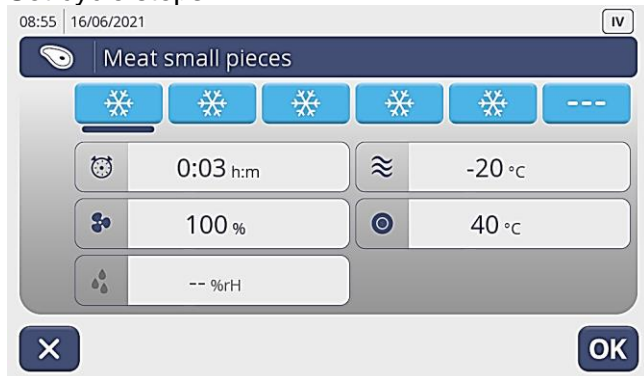 08:55 16/06/2021 IV
Meat small pieces
---
0:03 h:m -20 °C
100 % 40 °C
-- %rH
X OK